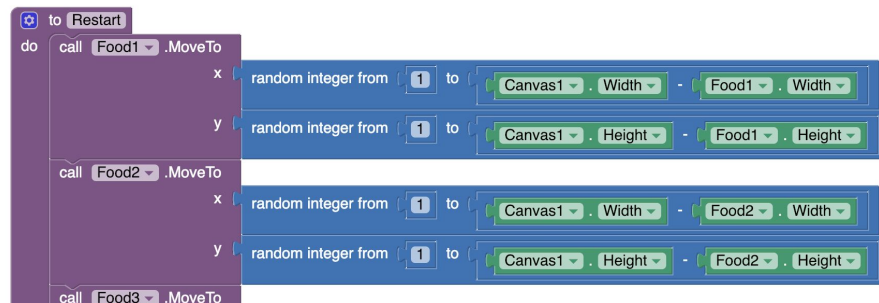 to Restart
do call Food1 .MoveTo
x random integer from 1 to Canvas1 . Width - Food1 . Width
y random integer from 1 to Canvas1 . Height - Food1 . Height
call Food2 .MoveTo
x random integer from 1 to Canvas1 . Width - Food2 . Width
y random integer from 1 to Canvas1 . Height - Food2 . Height
call Food3 .MoveTo